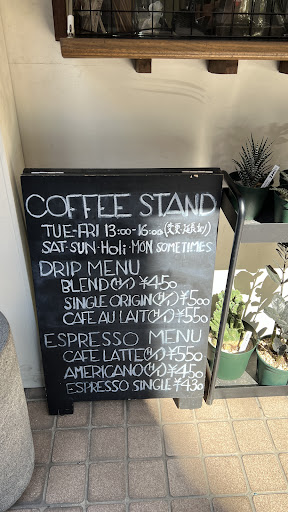 COFFEE STAND
TUE-FRI 13:00-16:00
SAT·SUN·Holi·MON SOMETIMES
DRIP MENU
BLEND ¥450
SINGLE ORIGIN ¥500
CAFE AU LAIT ¥550
ESPRESSO MENU
CAFE LATTE ¥550
AMERICANO ¥450
ESPRESSO SINGLE ¥430